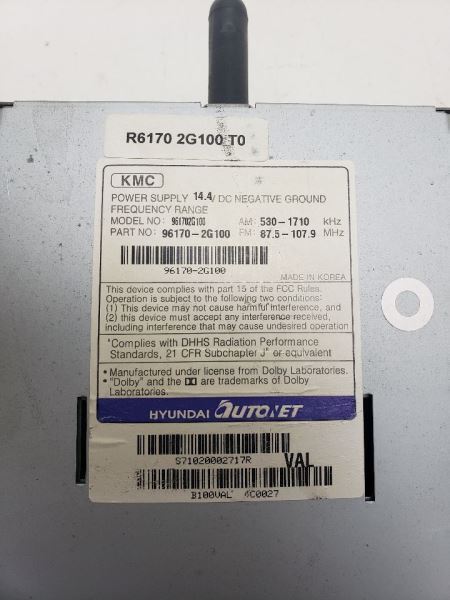 R6170 2G100 T0
KMC
POWER SUPPLY 14.4/ DC NEGATIVE GROUND
FREQUENCY RANGE
MODEL NO: 961702G100 AM: 530-1710 KHz
PART NO: 96170-2G100 FM: 87.5-107.9 MHz
96170-2G100
MADE IN KOREA
This device complies with part 15 of the FCC Rules.
Operation is subject to the following two conditions:
(1) This device may not cause harmful interference, and
(2) this device must accept any interference received,
including interference that may cause undesired operation
"Complies with DHHS Radiation Performance
Standards, 21 CFR Subchapter J" or equivalent
• Manufactured under license from Dolby Laboratories.
• "Dolby" and the DD are trademarks of Dolby
Laboratories.
HYUNDAI AUTONET
S71020002717R VAL
B100VAL 4C0027